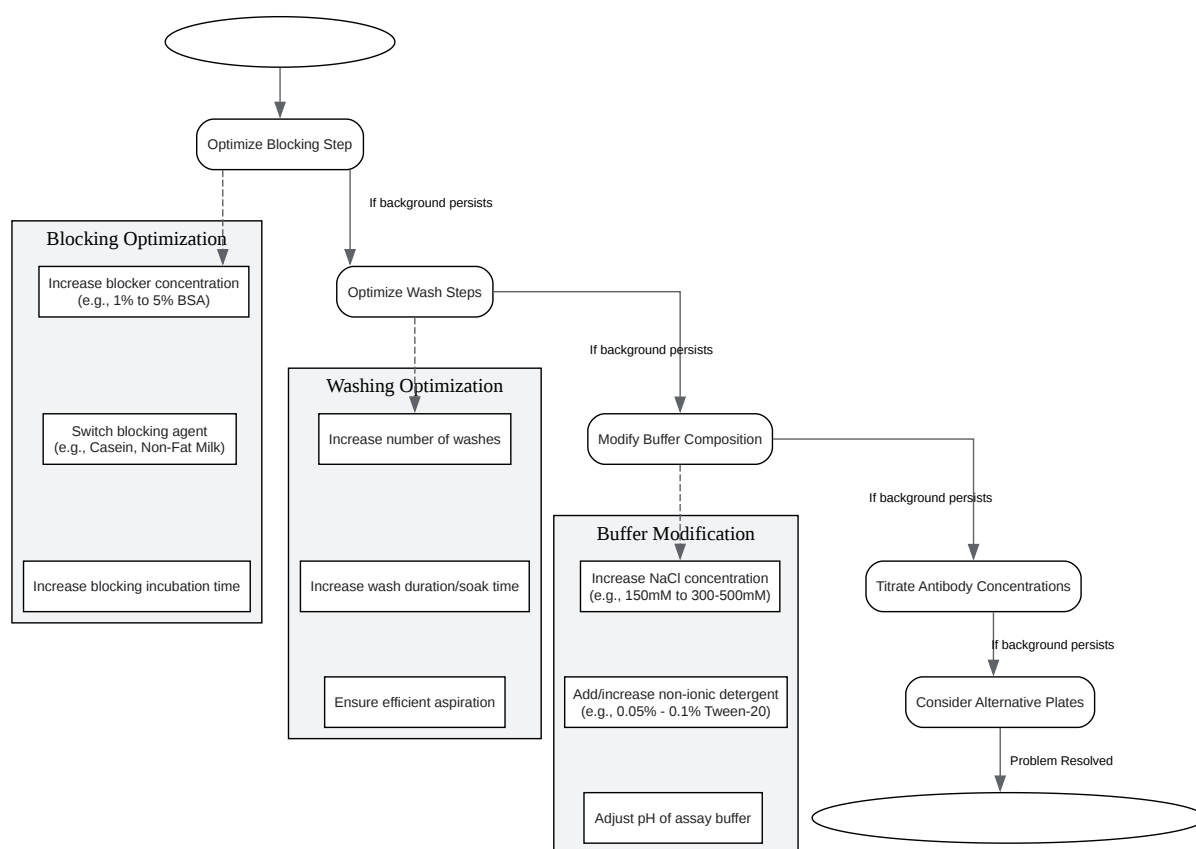 Optimize Blocking Step
If background persists
Blocking Optimization
Increase blocker concentration
(e.g., 1% to 5% BSA)
Switch blocking agent
(e.g., Casein, Non-Fat Milk)
Increase blocking incubation time
Optimize Wash Steps
If background persists
Washing Optimization
Increase number of washes
Increase wash duration/soak time
Ensure efficient aspiration
Modify Buffer Composition
If background persists
Buffer Modification
Increase NaCl concentration
(e.g., 150mM to 300-500mM)
Add/increase non-ionic detergent
(e.g., 0.05% - 0.1% Tween-20)
Adjust pH of assay buffer
Titrate Antibody Concentrations
If background persists
Consider Alternative Plates
Problem Resolved